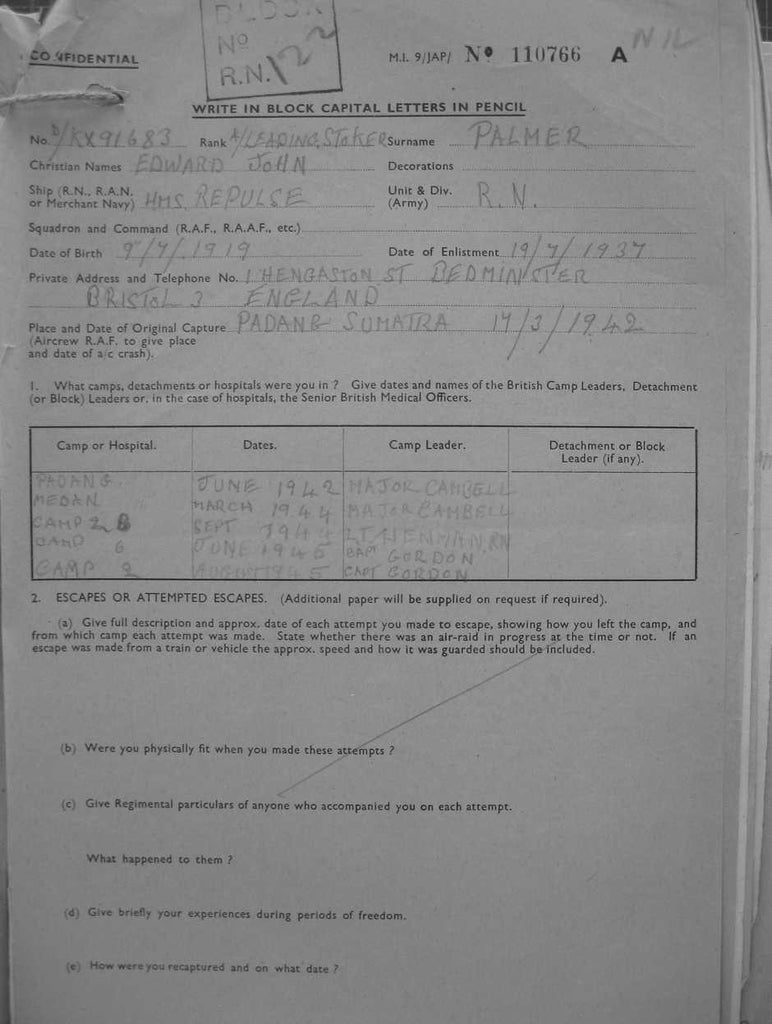 BLOCK
No
R.N. 122
NIL
CONFIDENTIAL
M.I. 9/JAP/ No 110766 A
WRITE IN BLOCK CAPITAL LETTERS IN PENCIL
No. D/KX91683 Rank A/LEADING STOKER Surname PALMER
Christian Names EDWARD JOHN Decorations
Ship (R.N., R.A.N. or Merchant Navy) HMS REPULSE Unit & Div. (Army) R.N.
Squadron and Command (R.A.F., R.A.A.F., etc.)
Date of Birth 9/7/1919 Date of Enlistment 19/7/1937
Private Address and Telephone No. 1 HENGASTON ST BEDMINSTER
BRISTOL 3 ENGLAND
Place and Date of Original Capture PADANG SUMATRA 17/3/1942
(Aircrew R.A.F. to give place
and date of a/c crash).
1. What camps, detachments or hospitals were you in ? Give dates and names of the British Camp Leaders, Detachment
(or Block) Leaders or, in the case of hospitals, the Senior British Medical Officers.
Camp or Hospital. Dates. Camp Leader. Detachment or Block Leader (if any).
PADANG JUNE 1942 MAJOR CAMBELL
MEDAN MARCH 1944 MAJOR CAMBELL
CAMP 2 B SEPT 1944 LT HENMAN RN
CAMP 6 JUNE 1945 CAPT GORDON
CAMP 2 AUGUST 1945 CAPT GORDON
2. ESCAPES OR ATTEMPTED ESCAPES. (Additional paper will be supplied on request if required).
(a) Give full description and approx. date of each attempt you made to escape, showing how you left the camp, and
from which camp each attempt was made. State whether there was an air-raid in progress at the time or not. If an
escape was made from a train or vehicle the approx. speed and how it was guarded should be included.
(b) Were you physically fit when you made these attempts ?
(c) Give Regimental particulars of anyone who accompanied you on each attempt.
What happened to them ?
(d) Give briefly your experiences during periods of freedom.
(e) How were you recaptured and on what date ?